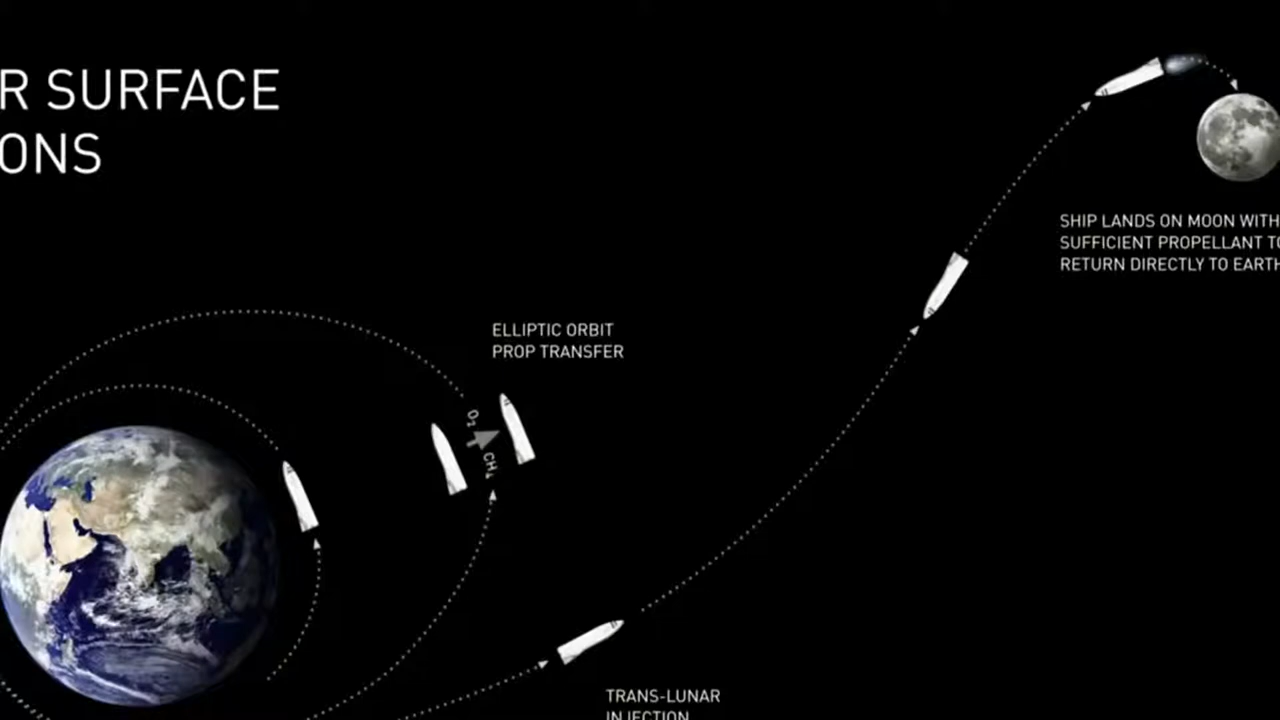 R SURFACE
ONS
SHIP LANDS ON MOON WITH
SUFFICIENT PROPELLANT TO
RETURN DIRECTLY TO EARTH
ELLIPTIC ORBIT
PROP TRANSFER
O₂
CH₄
TRANS-LUNAR
INJECTION